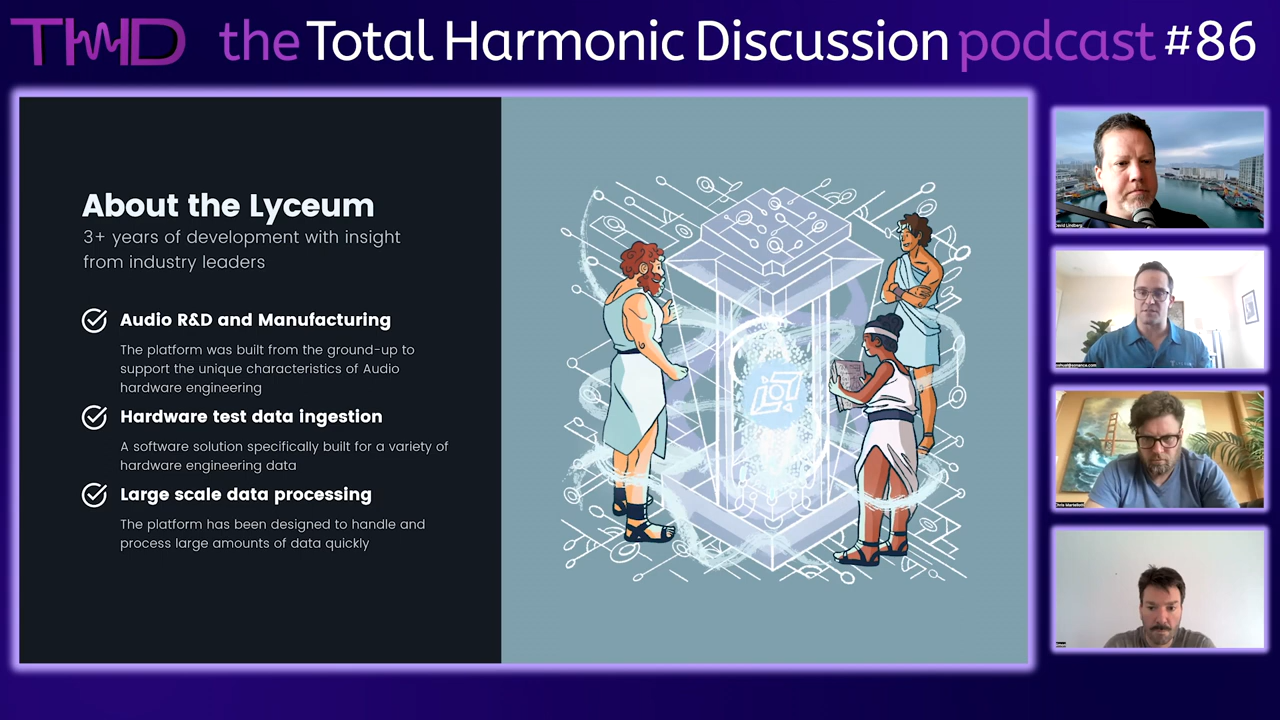 THD the Total Harmonic Discussion podcast #86
About the Lyceum
3+ years of development with insight
from industry leaders
Audio R&D and Manufacturing
The platform was built from the ground-up to
support the unique characteristics of Audio
hardware engineering
Hardware test data ingestion
A software solution specifically built for a variety of
hardware engineering data
Large scale data processing
The platform has been designed to handle and
process large amounts of data quickly
David Lindberg